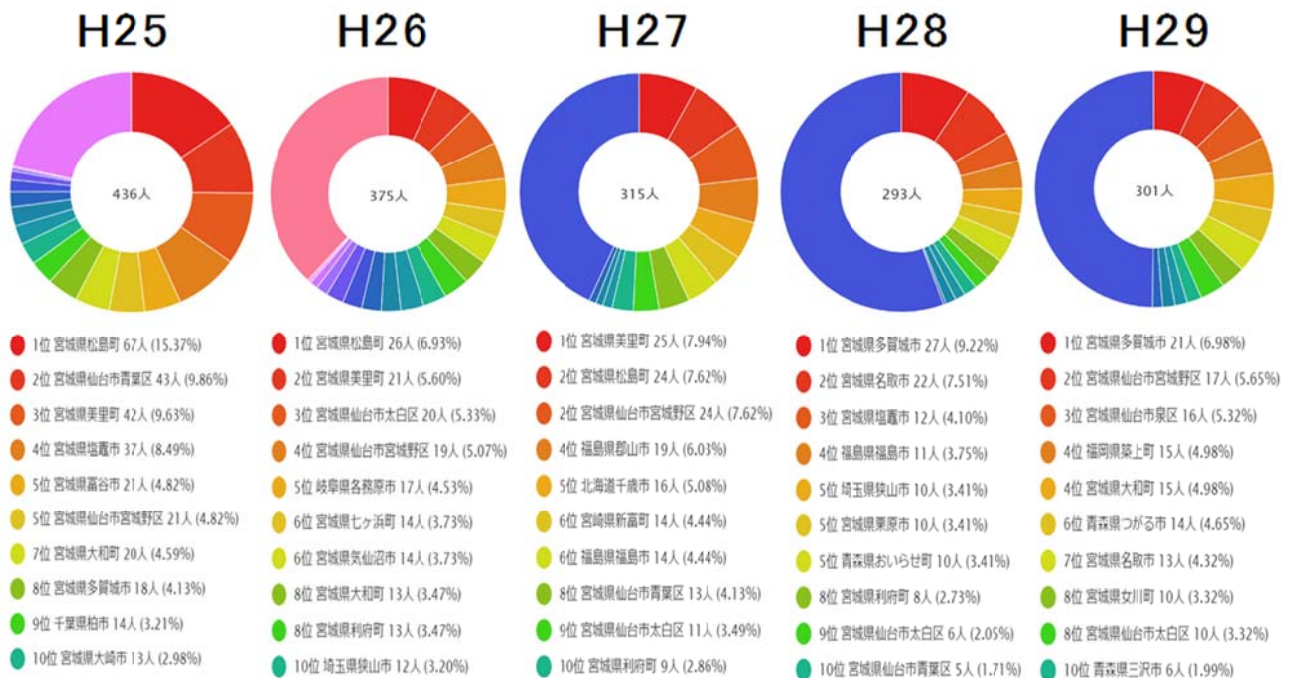 H25
436人
1位 宮城県松島町 67人 (15.37%)
2位 宮城県仙台市青葉区 43人 (9.86%)
3位 宮城県美里町 42人 (9.63%)
4位 宮城県塩竈市 37人 (8.49%)
5位 宮城県富谷市 21人 (4.82%)
5位 宮城県仙台市宮城野区 21人 (4.82%)
7位 宮城県大和町 20人 (4.59%)
8位 宮城県多賀城市 18人 (4.13%)
9位 千葉県柏市 14人 (3.21%)
10位 宮城県大崎市 13人 (2.98%)
H26
375人
1位 宮城県松島町 26人 (6.93%)
2位 宮城県美里町 21人 (5.60%)
3位 宮城県仙台市太白区 20人 (5.33%)
4位 宮城県仙台市宮城野区 19人 (5.07%)
5位 岐阜県各務原市 17人 (4.53%)
6位 宮城県七ヶ浜町 14人 (3.73%)
6位 宮城県気仙沼市 14人 (3.73%)
8位 宮城県大和町 13人 (3.47%)
8位 宮城県利府町 13人 (3.47%)
10位 埼玉県狭山市 12人 (3.20%)
H27
315人
1位 宮城県美里町 25人 (7.94%)
2位 宮城県松島町 24人 (7.62%)
2位 宮城県仙台市宮城野区 24人 (7.62%)
4位 福島県郡山市 19人 (6.03%)
5位 北海道千歳市 16人 (5.08%)
6位 宮崎県新富町 14人 (4.44%)
6位 福島県福島市 14人 (4.44%)
8位 宮城県仙台市青葉区 13人 (4.13%)
9位 宮城県仙台市太白区 11人 (3.49%)
10位 宮城県利府町 9人 (2.86%)
H28
293人
1位 宮城県多賀城市 27人 (9.22%)
2位 宮城県名取市 22人 (7.51%)
3位 宮城県塩竈市 12人 (4.10%)
4位 福島県福島市 11人 (3.75%)
5位 埼玉県狭山市 10人 (3.41%)
5位 宮城県栗原市 10人 (3.41%)
5位 青森県おいらせ町 10人 (3.41%)
8位 宮城県利府町 8人 (2.73%)
9位 宮城県仙台市太白区 6人 (2.05%)
10位 宮城県仙台市青葉区 5人 (1.71%)
H29
301人
1位 宮城県多賀城市 21人 (6.98%)
2位 宮城県仙台市宮城野区 17人 (5.65%)
3位 宮城県仙台市泉区 16人 (5.32%)
4位 福岡県築上町 15人 (4.98%)
4位 宮城県大和町 15人 (4.98%)
6位 青森県つがる市 14人 (4.65%)
7位 宮城県名取市 13人 (4.32%)
8位 宮城県女川町 10人 (3.32%)
8位 宮城県仙台市太白区 10人 (3.32%)
10位 青森県三沢市 6人 (1.99%)